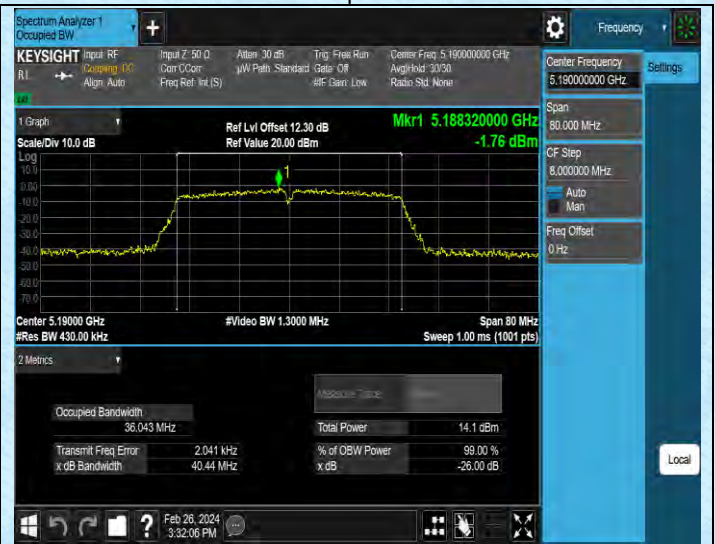 Spectrum Analyzer 1
Occupied BW
+
Frequency
KEYSIGHT Input: RF
RL Coupling: DC
Align: Auto
Input Z: 50 Ω
Corr CCorr
Freq Ref: Int (S)
Atten: 30 dB
µW Path: Standard
Trig: Free Run
Gate: Off
#IF Gain: Low
Center Freq: 5.190000000 GHz
Avg|Hold: 30/30
Radio Std: None
Center Frequency
5.190000000 GHz
Settings
Span
80.000 MHz
CF Step
8.000000 MHz
Auto
Man
Freq Offset
0 Hz
1 Graph
Scale/Div 10.0 dB
Ref Lvl Offset 12.30 dB
Ref Value 20.00 dBm
Mkr1 5.188320000 GHz
-1.76 dBm
Log
10.0
0.00
-10.0
-20.0
-30.0
-40.0
-50.0
-60.0
-70.0
1
Center 5.19000 GHz
#Res BW 430.00 kHz
#Video BW 1.3000 MHz
Span 80 MHz
Sweep 1.00 ms (1001 pts)
2 Metrics
Measure Trace
Occupied Bandwidth
36.043 MHz
Total Power 14.1 dBm
Transmit Freq Error 2.041 kHz
% of OBW Power 99.00 %
x dB Bandwidth 40.44 MHz
x dB -26.00 dB
Local
?
Feb 26, 2024
3:32:06 PM